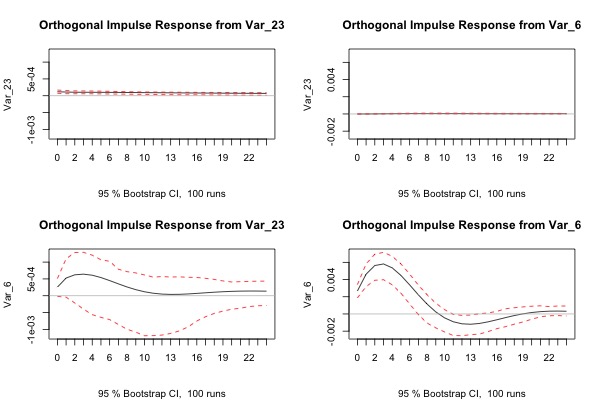 Orthogonal Impulse Response from Var_23
Var_23
5e-04
-1e-03
0 2 4 6 8 10 13 16 19 22
95 % Bootstrap CI, 100 runs
Orthogonal Impulse Response from Var_6
Var_23
0.004
-0.002
0 2 4 6 8 10 13 16 19 22
95 % Bootstrap CI, 100 runs
Orthogonal Impulse Response from Var_23
Var_6
5e-04
-1e-03
0 2 4 6 8 10 13 16 19 22
95 % Bootstrap CI, 100 runs
Orthogonal Impulse Response from Var_6
Var_6
0.004
-0.002
0 2 4 6 8 10 13 16 19 22
95 % Bootstrap CI, 100 runs